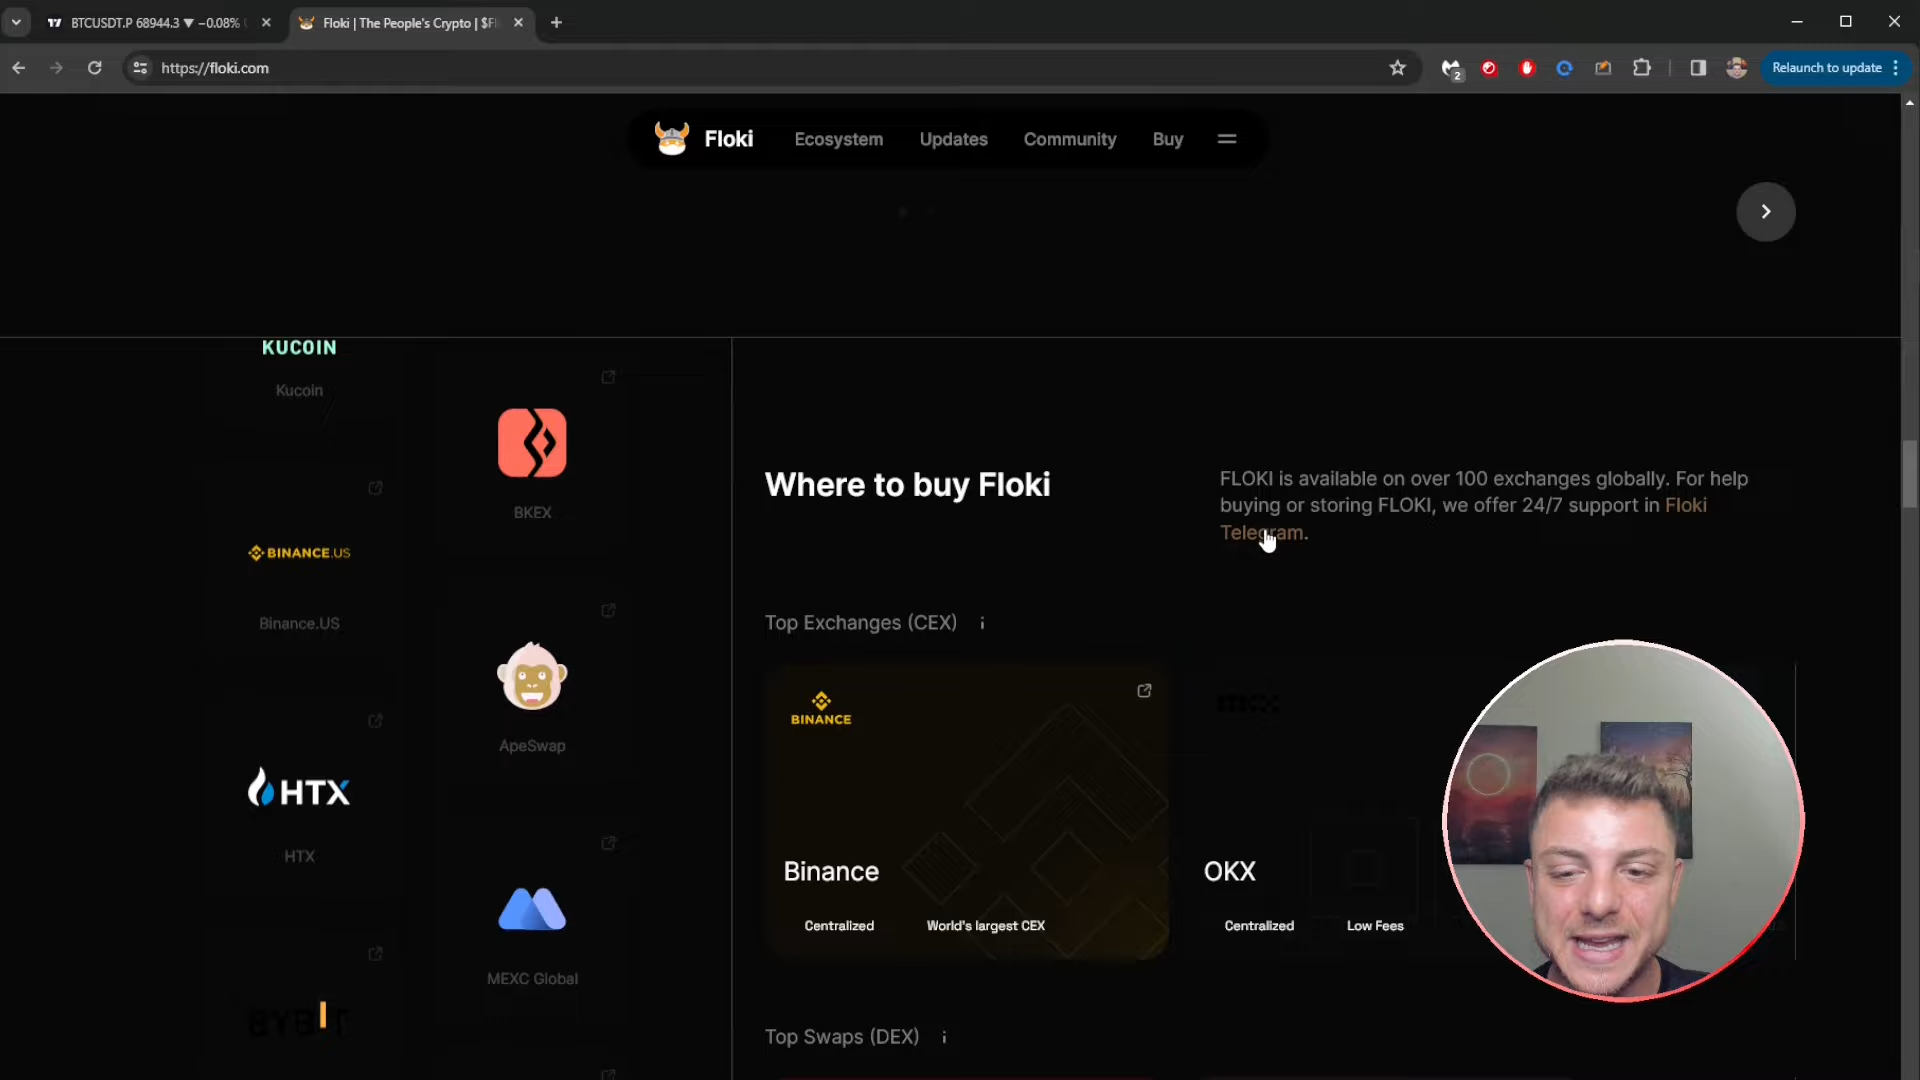 BTCUSDT.P 68944.3 ▼ −0.08%
Floki | The People's Crypto | $Fl
https://floki.com
2
Relaunch to update
Floki
Ecosystem
Updates
Community
Buy
KUCOIN
Kucoin
BKEX
BINANCE.US
Binance.US
ApeSwap
HTX
HTX
MEXC Global
BYBIT
Where to buy Floki
FLOKI is available on over 100 exchanges globally. For help
buying or storing FLOKI, we offer 24/7 support in Floki
Telegram.
Top Exchanges (CEX) i
BINANCE
Binance
Centralized
World's largest CEX
OKX
Centralized
Low Fees
Top Swaps (DEX) i